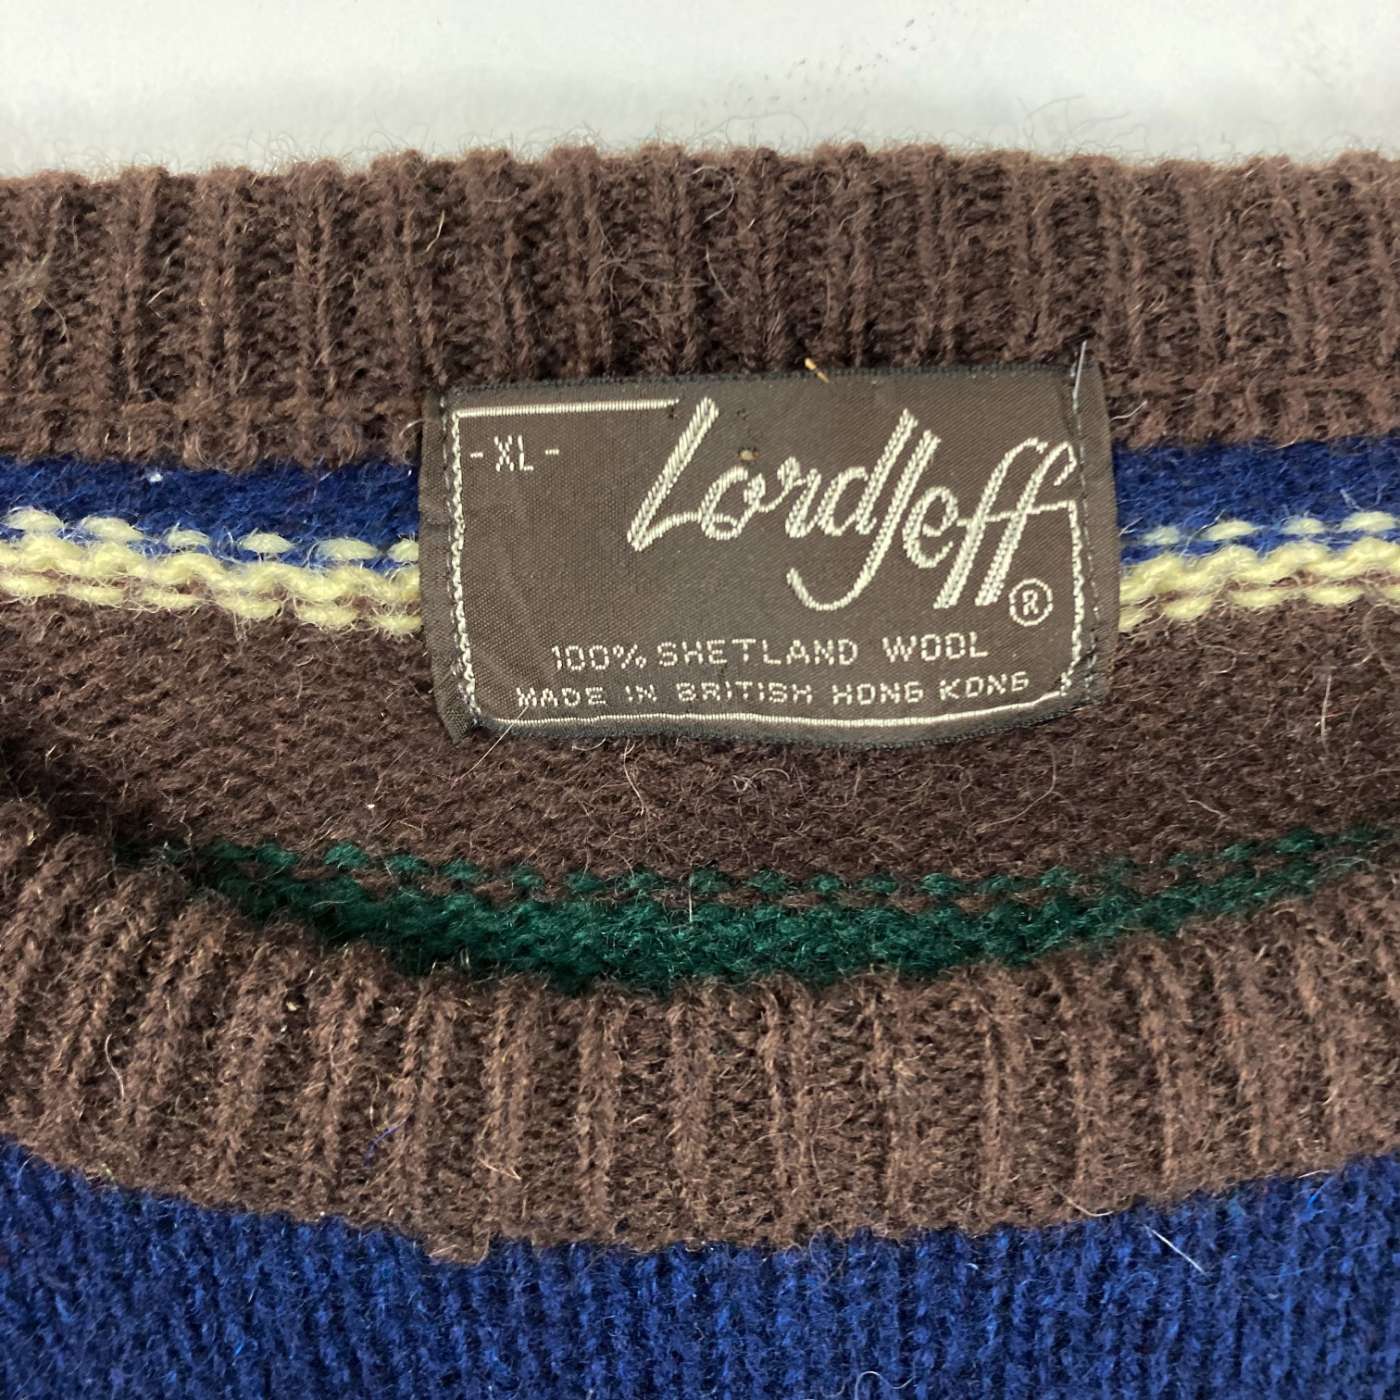 - XL -
LordJeff ®
100% SHETLAND WOOL
MADE IN BRITISH HONG KONG